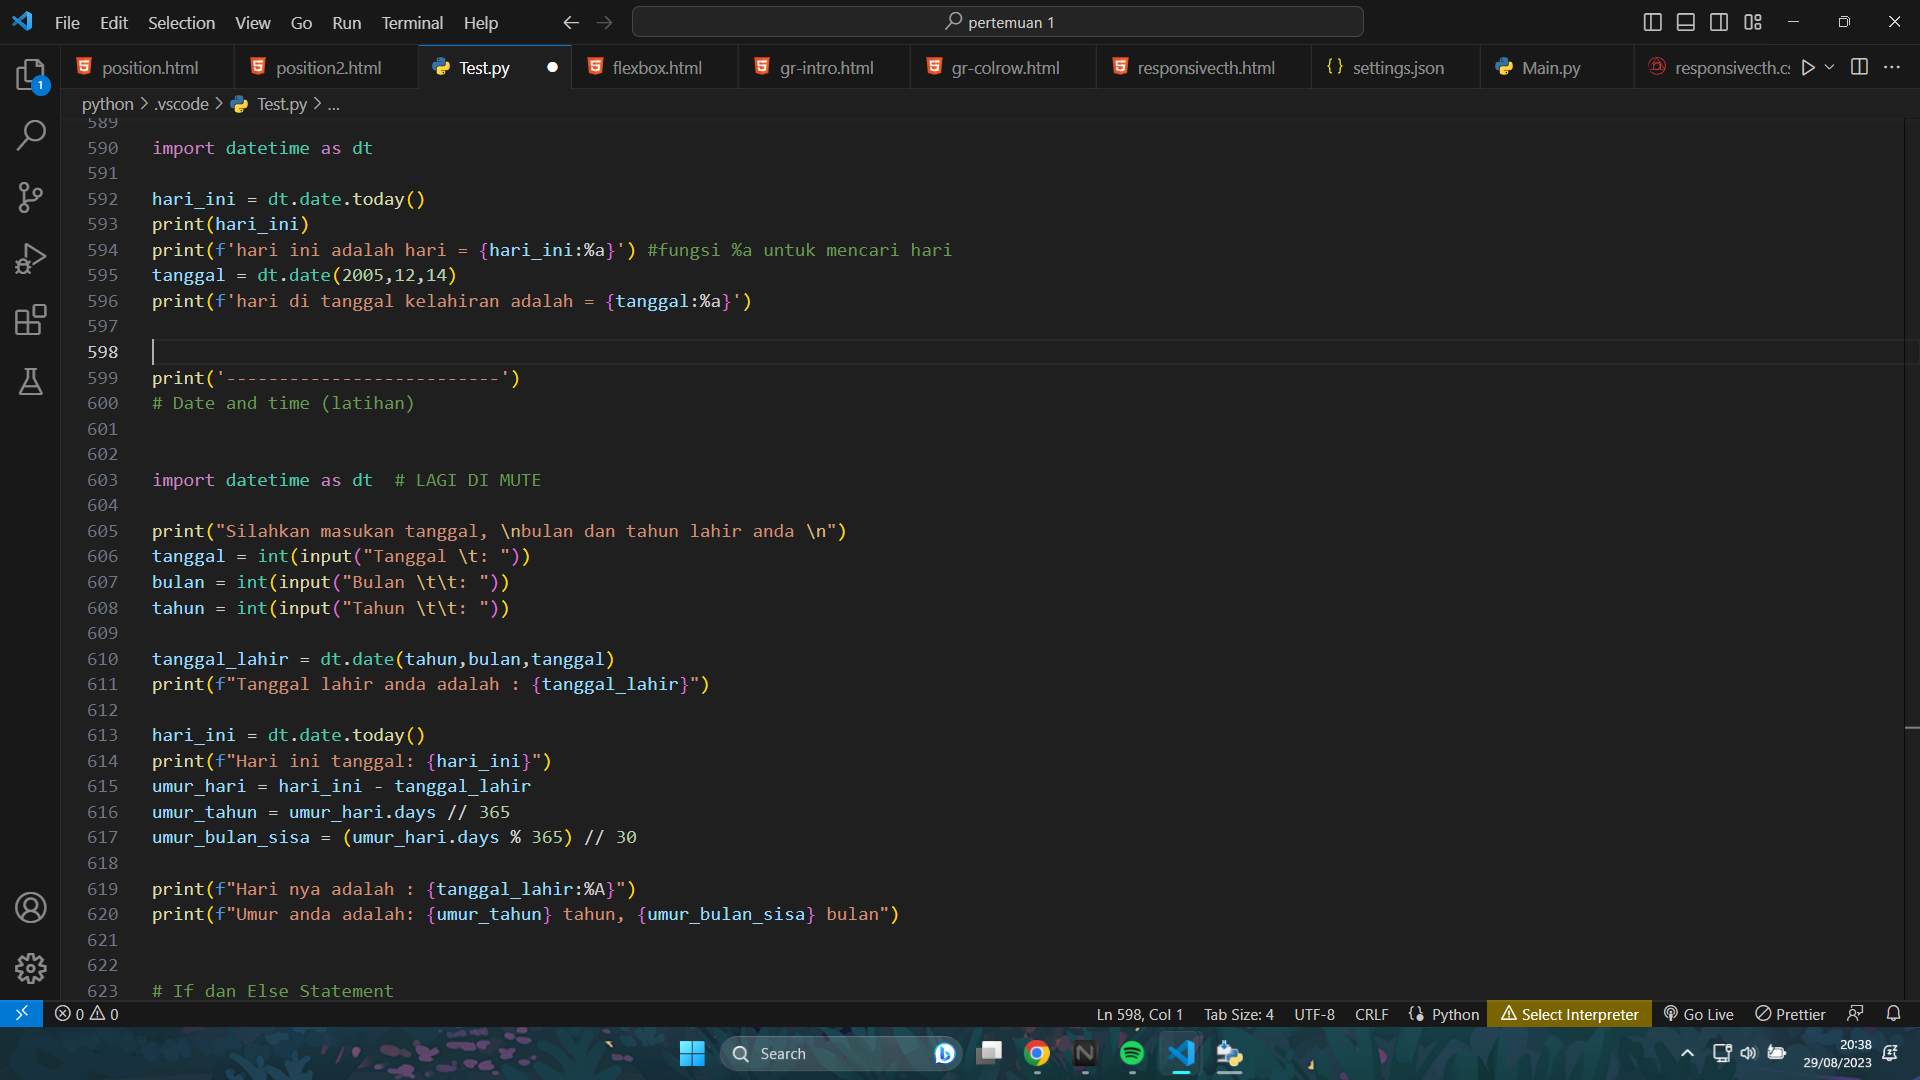 File Edit Selection View Go Run Terminal Help
pertemuan 1
position.html position2.html Test.py flexbox.html gr-intro.html gr-colrow.html responsivecth.html {} settings.json Main.py responsivecth.cs
python > .vscode > Test.py > ...
589
590 import datetime as dt
591
592 hari_ini = dt.date.today()
593 print(hari_ini)
594 print(f'hari ini adalah hari = {hari_ini:%a}') #fungsi %a untuk mencari hari
595 tanggal = dt.date(2005,12,14)
596 print(f'hari di tanggal kelahiran adalah = {tanggal:%a}')
597
598
599 print('--------------------------')
600 # Date and time (latihan)
601
602
603 import datetime as dt  # LAGI DI MUTE
604
605 print("Silahkan masukan tanggal, \nbulan dan tahun lahir anda \n")
606 tanggal = int(input("Tanggal \t: "))
607 bulan = int(input("Bulan \t\t: "))
608 tahun = int(input("Tahun \t\t: "))
609
610 tanggal_lahir = dt.date(tahun,bulan,tanggal)
611 print(f"Tanggal lahir anda adalah : {tanggal_lahir}")
612
613 hari_ini = dt.date.today()
614 print(f"Hari ini tanggal: {hari_ini}")
615 umur_hari = hari_ini - tanggal_lahir
616 umur_tahun = umur_hari.days // 365
617 umur_bulan_sisa = (umur_hari.days % 365) // 30
618
619 print(f"Hari nya adalah : {tanggal_lahir:%A}")
620 print(f"Umur anda adalah: {umur_tahun} tahun, {umur_bulan_sisa} bulan")
621
622
623 # If dan Else Statement
1
0 0 Ln 598, Col 1 Tab Size: 4 UTF-8 CRLF Python Select Interpreter Go Live Prettier
Search
20:38
29/08/2023